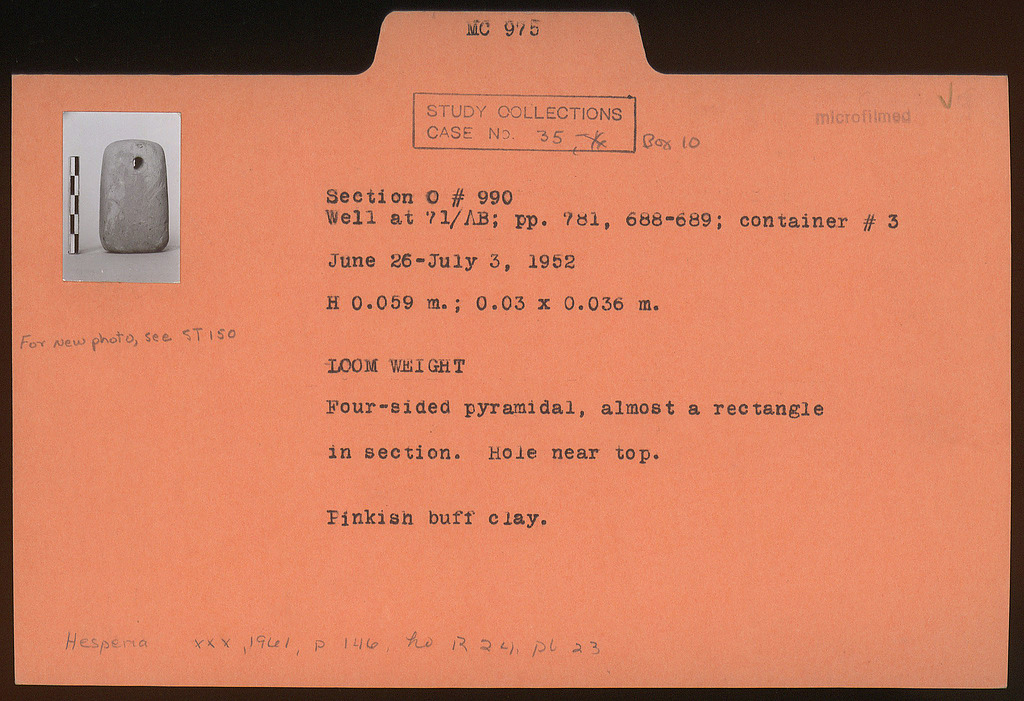 MC 975
STUDY COLLECTIONS
CASE No. 35
Box 10
microfilmed
Section O # 990
Well at 71/AB; pp. 781, 688-689; container # 3
June 26-July 3, 1952
H 0.059 m.; 0.03 x 0.036 m.
For new photo, see ST 150
LOOM WEIGHT
Four-sided pyramidal, almost a rectangle
in section. Hole near top.
Pinkish buff clay.
Hesperia xxx, 1961, p 146, no R 24, pl 23